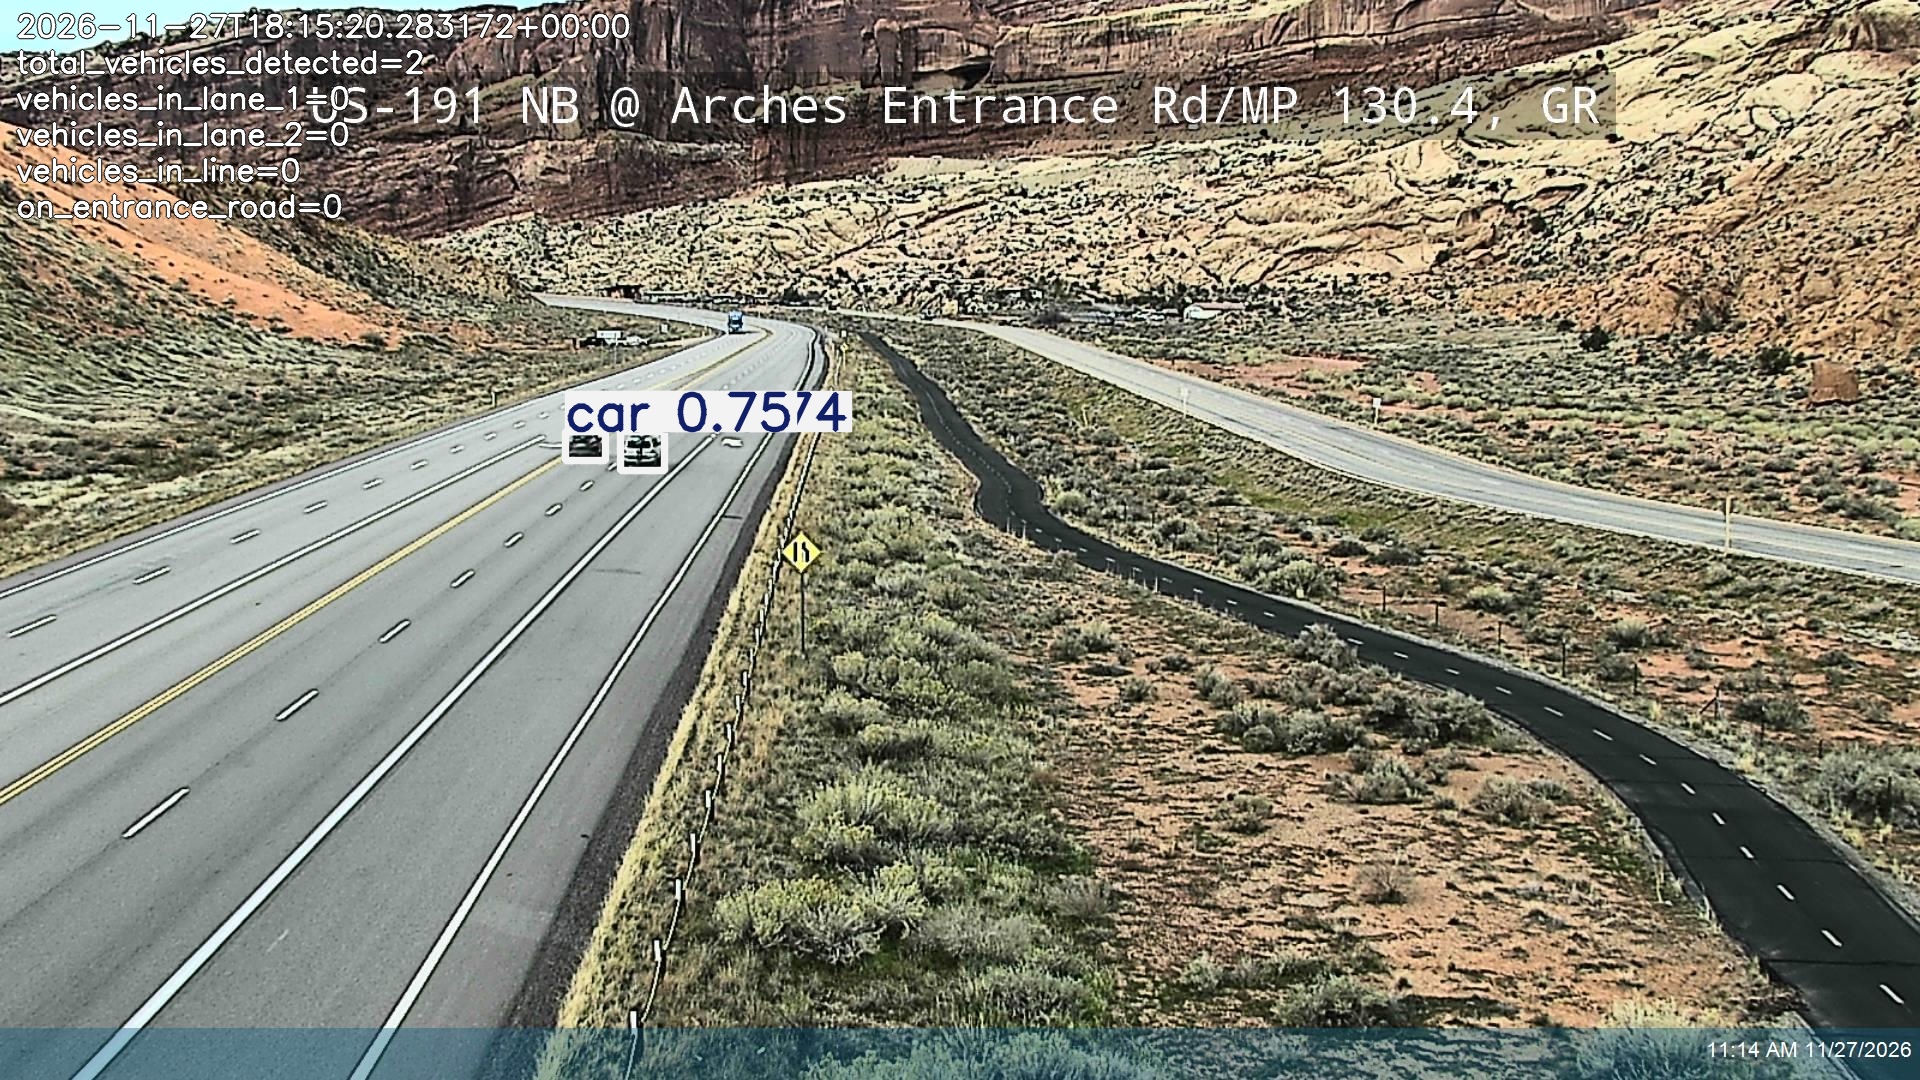 2026-11-27T18:15:20.283172+00:00
total_vehicles_detected=2
vehicles_in_lane_1=0
US-191 NB @ Arches Entrance Rd/MP 130.4, GR
vehicles_in_lane_2=0
vehicles_in_line=0
on_entrance_road=0
car 0.75
11:14 AM 11/27/2026